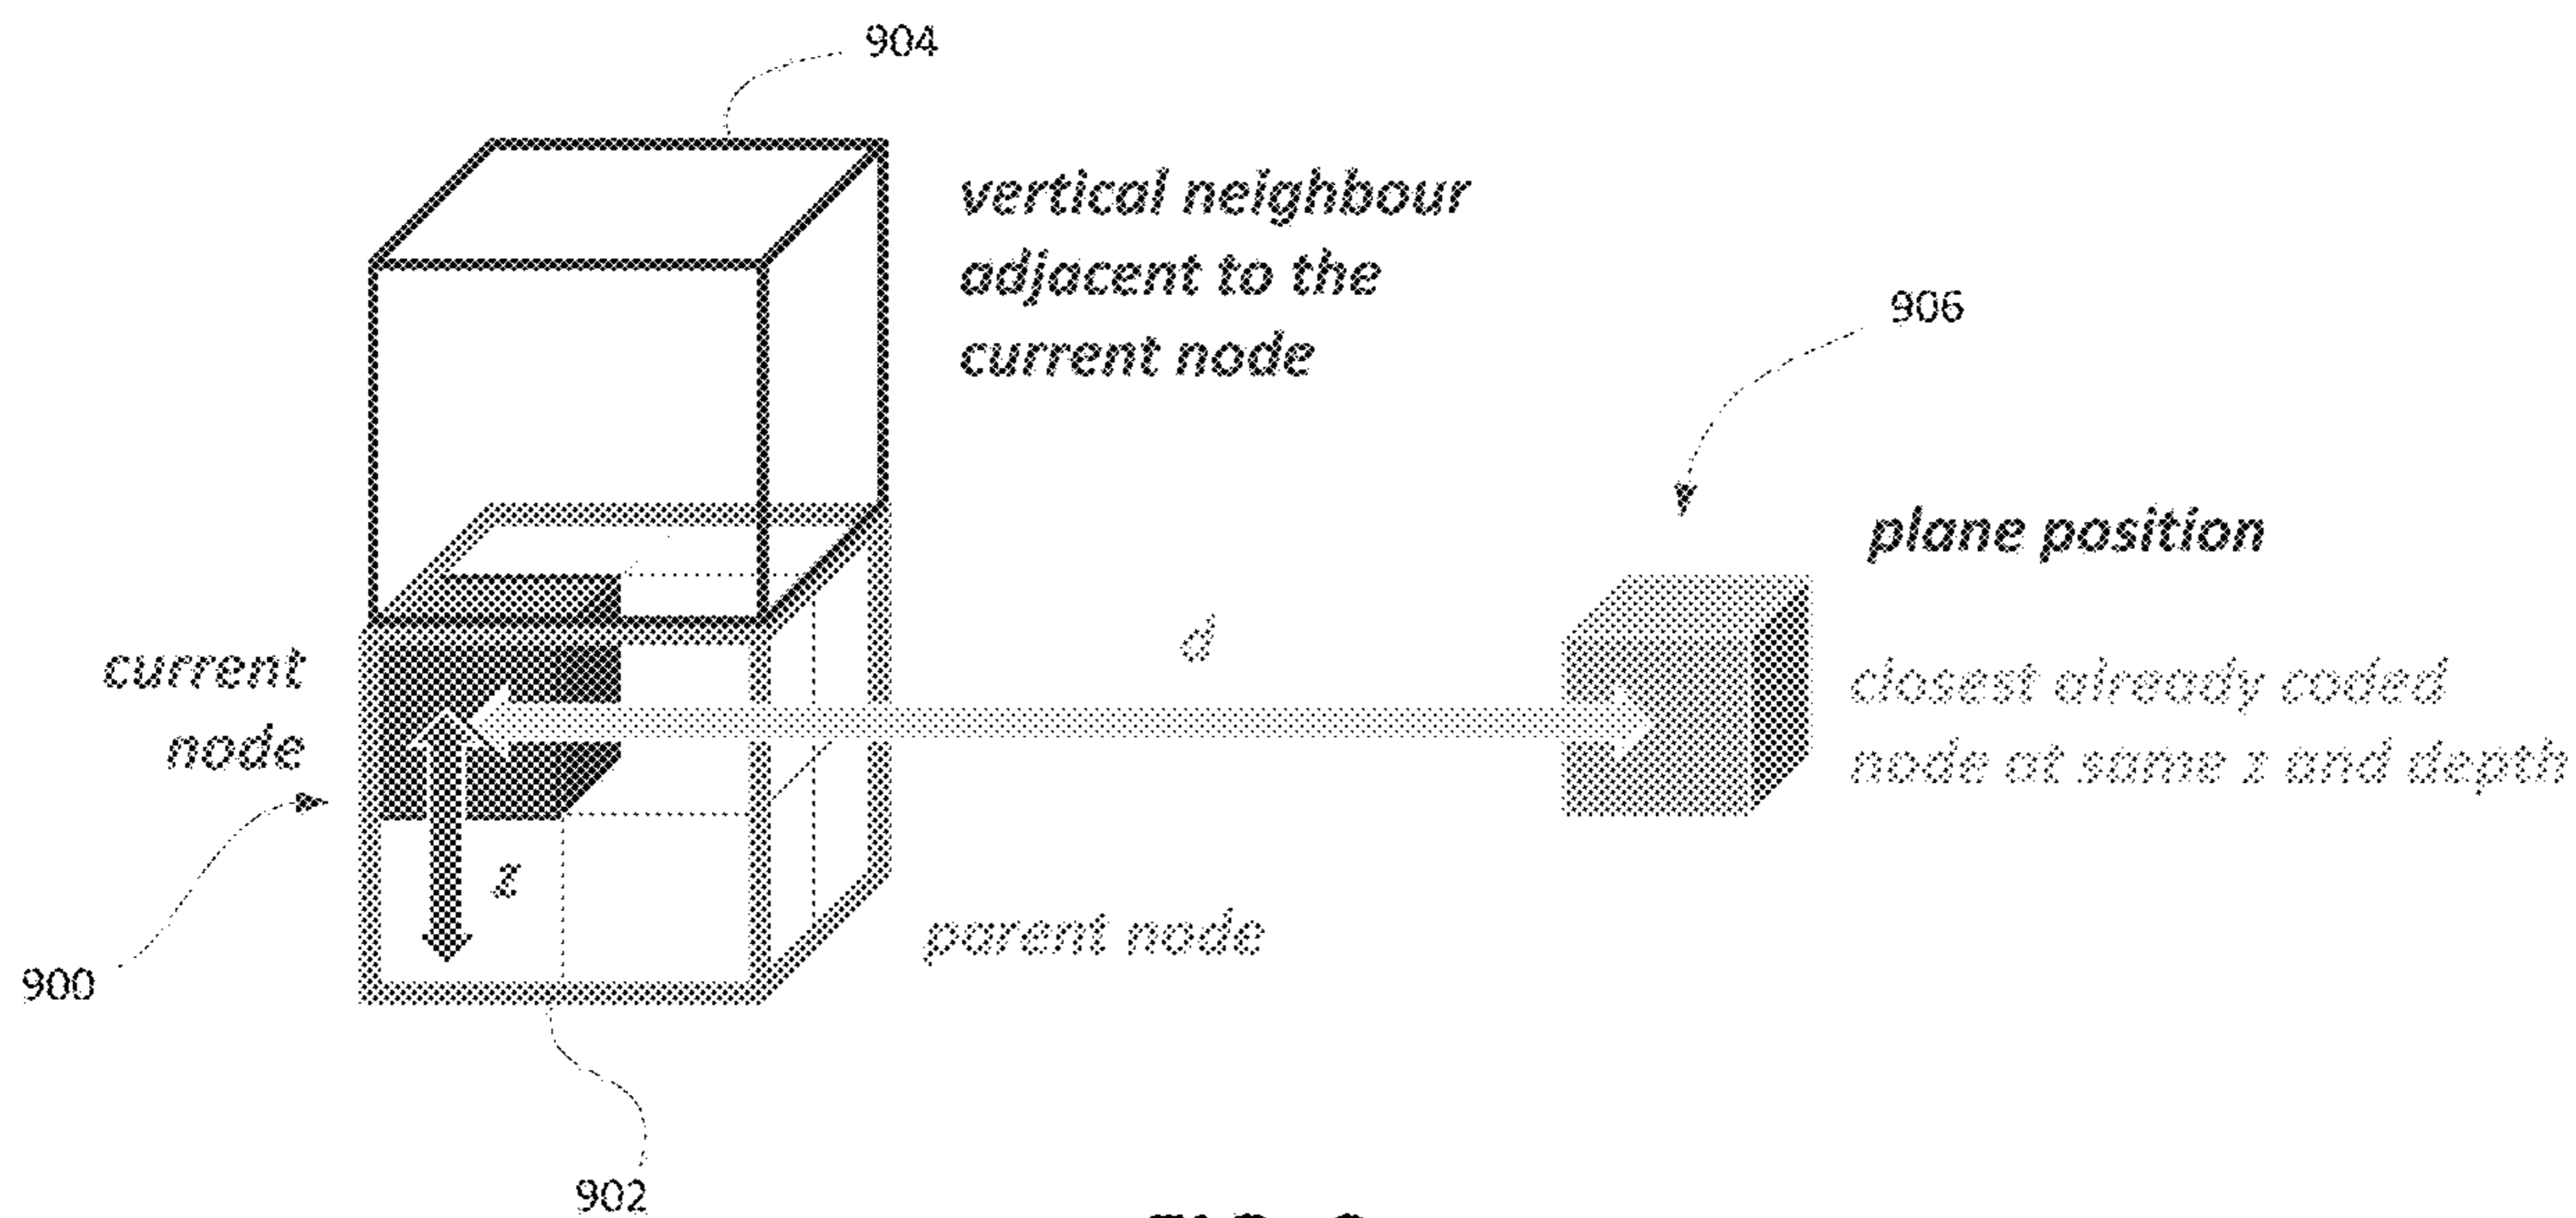 904
vertical neighbour
adjacent to the
current node
906
plane position
d
current
node
closest already coded
node at same z and depth
z
parent node
900
902